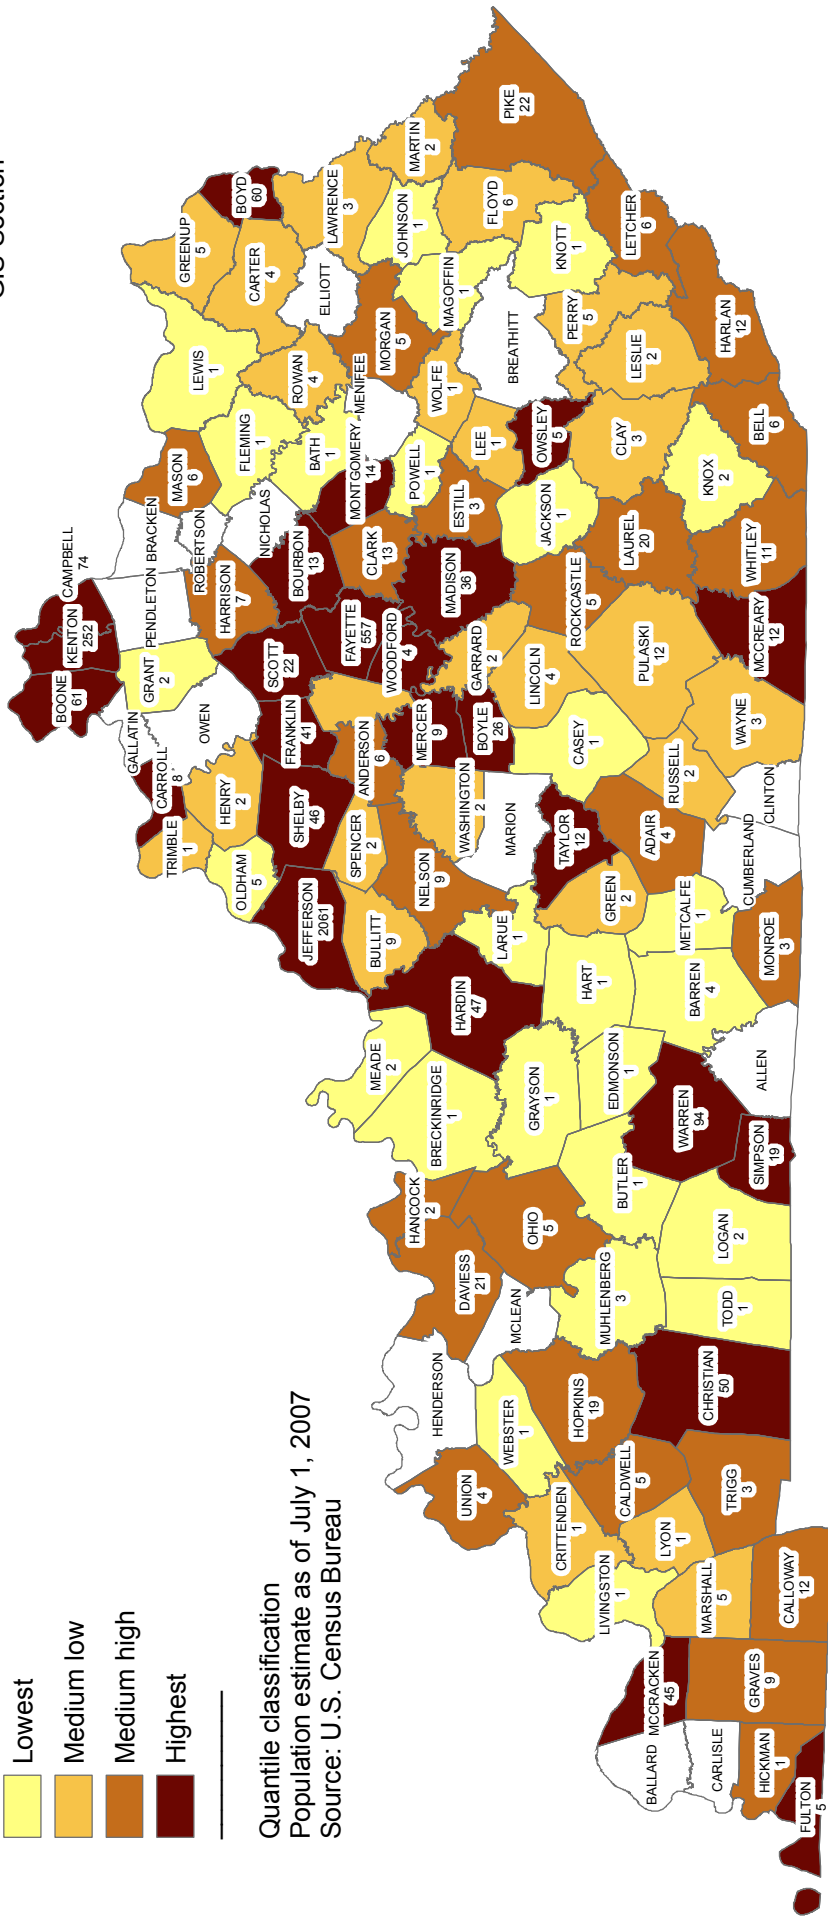 GIS Section
Lowest
Medium low
Medium high
Highest
Quantile classification
Population estimate as of July 1, 2007
Source: U.S. Census Bureau
BOONE
61
KENTON
252
CAMPBELL
74
GALLATIN
GRANT
2
PENDLETON
BRACKEN
MASON
6
ROBERTSON
LEWIS
1
GREENUP
5
BOYD
60
CARTER
4
LAWRENCE
3
ELLIOTT
ROWAN
4
FLEMING
1
NICHOLAS
HARRISON
7
OWEN
CARROLL
8
TRIMBLE
1
HENRY
2
OLDHAM
5
SHELBY
46
FRANKLIN
41
SCOTT
22
BOURBON
13
BATH
1
MONTGOMERY
14
MENIFEE
MORGAN
5
JOHNSON
1
MARTIN
2
MAGOFFIN
1
WOLFE
1
POWELL
1
CLARK
13
FAYETTE
557
WOODFORD
4
ANDERSON
6
SPENCER
2
JEFFERSON
2061
BULLITT
9
NELSON
9
WASHINGTON
2
MERCER
9
BOYLE
26
GARRARD
2
MADISON
36
ESTILL
3
LEE
1
OWSLEY
5
BREATHITT
FLOYD
6
PIKE
22
KNOTT
1
PERRY
5
LETCHER
6
LESLIE
2
CLAY
3
JACKSON
1
ROCKCASTLE
5
LINCOLN
4
CASEY
1
MARION
TAYLOR
12
LARUE
1
HARDIN
47
MEADE
2
BRECKINRIDGE
1
HANCOCK
2
DAVIESS
21
OHIO
5
GRAYSON
1
HART
1
GREEN
2
ADAIR
4
RUSSELL
2
PULASKI
12
LAUREL
20
KNOX
2
BELL
6
HARLAN
12
WHITLEY
11
MCCREARY
12
WAYNE
3
CLINTON
CUMBERLAND
METCALFE
1
MONROE
3
BARREN
4
EDMONSON
1
ALLEN
WARREN
94
SIMPSON
19
BUTLER
1
LOGAN
2
MUHLENBERG
3
TODD
1
MCLEAN
HENDERSON
WEBSTER
1
UNION
4
HOPKINS
19
CHRISTIAN
50
CALDWELL
5
TRIGG
3
CRITTENDEN
1
LYON
1
LIVINGSTON
1
MARSHALL
5
CALLOWAY
12
MCCRACKEN
45
GRAVES
9
BALLARD
CARLISLE
HICKMAN
1
FULTON
5